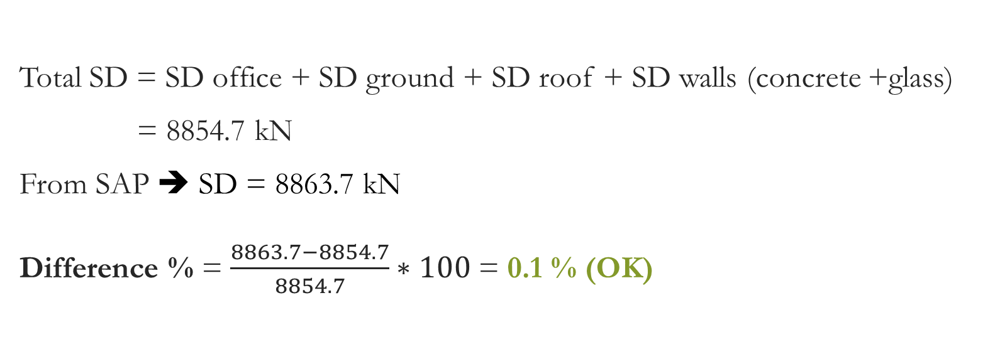 Total SD = SD office + SD ground + SD roof + SD walls (concrete +glass)
= 8854.7 kN
From SAP 🡺 SD = 8863.7 kN
Difference % = \frac{8863.7−8854.7}{8854.7} ∗ 100 = 0.1 % (OK)